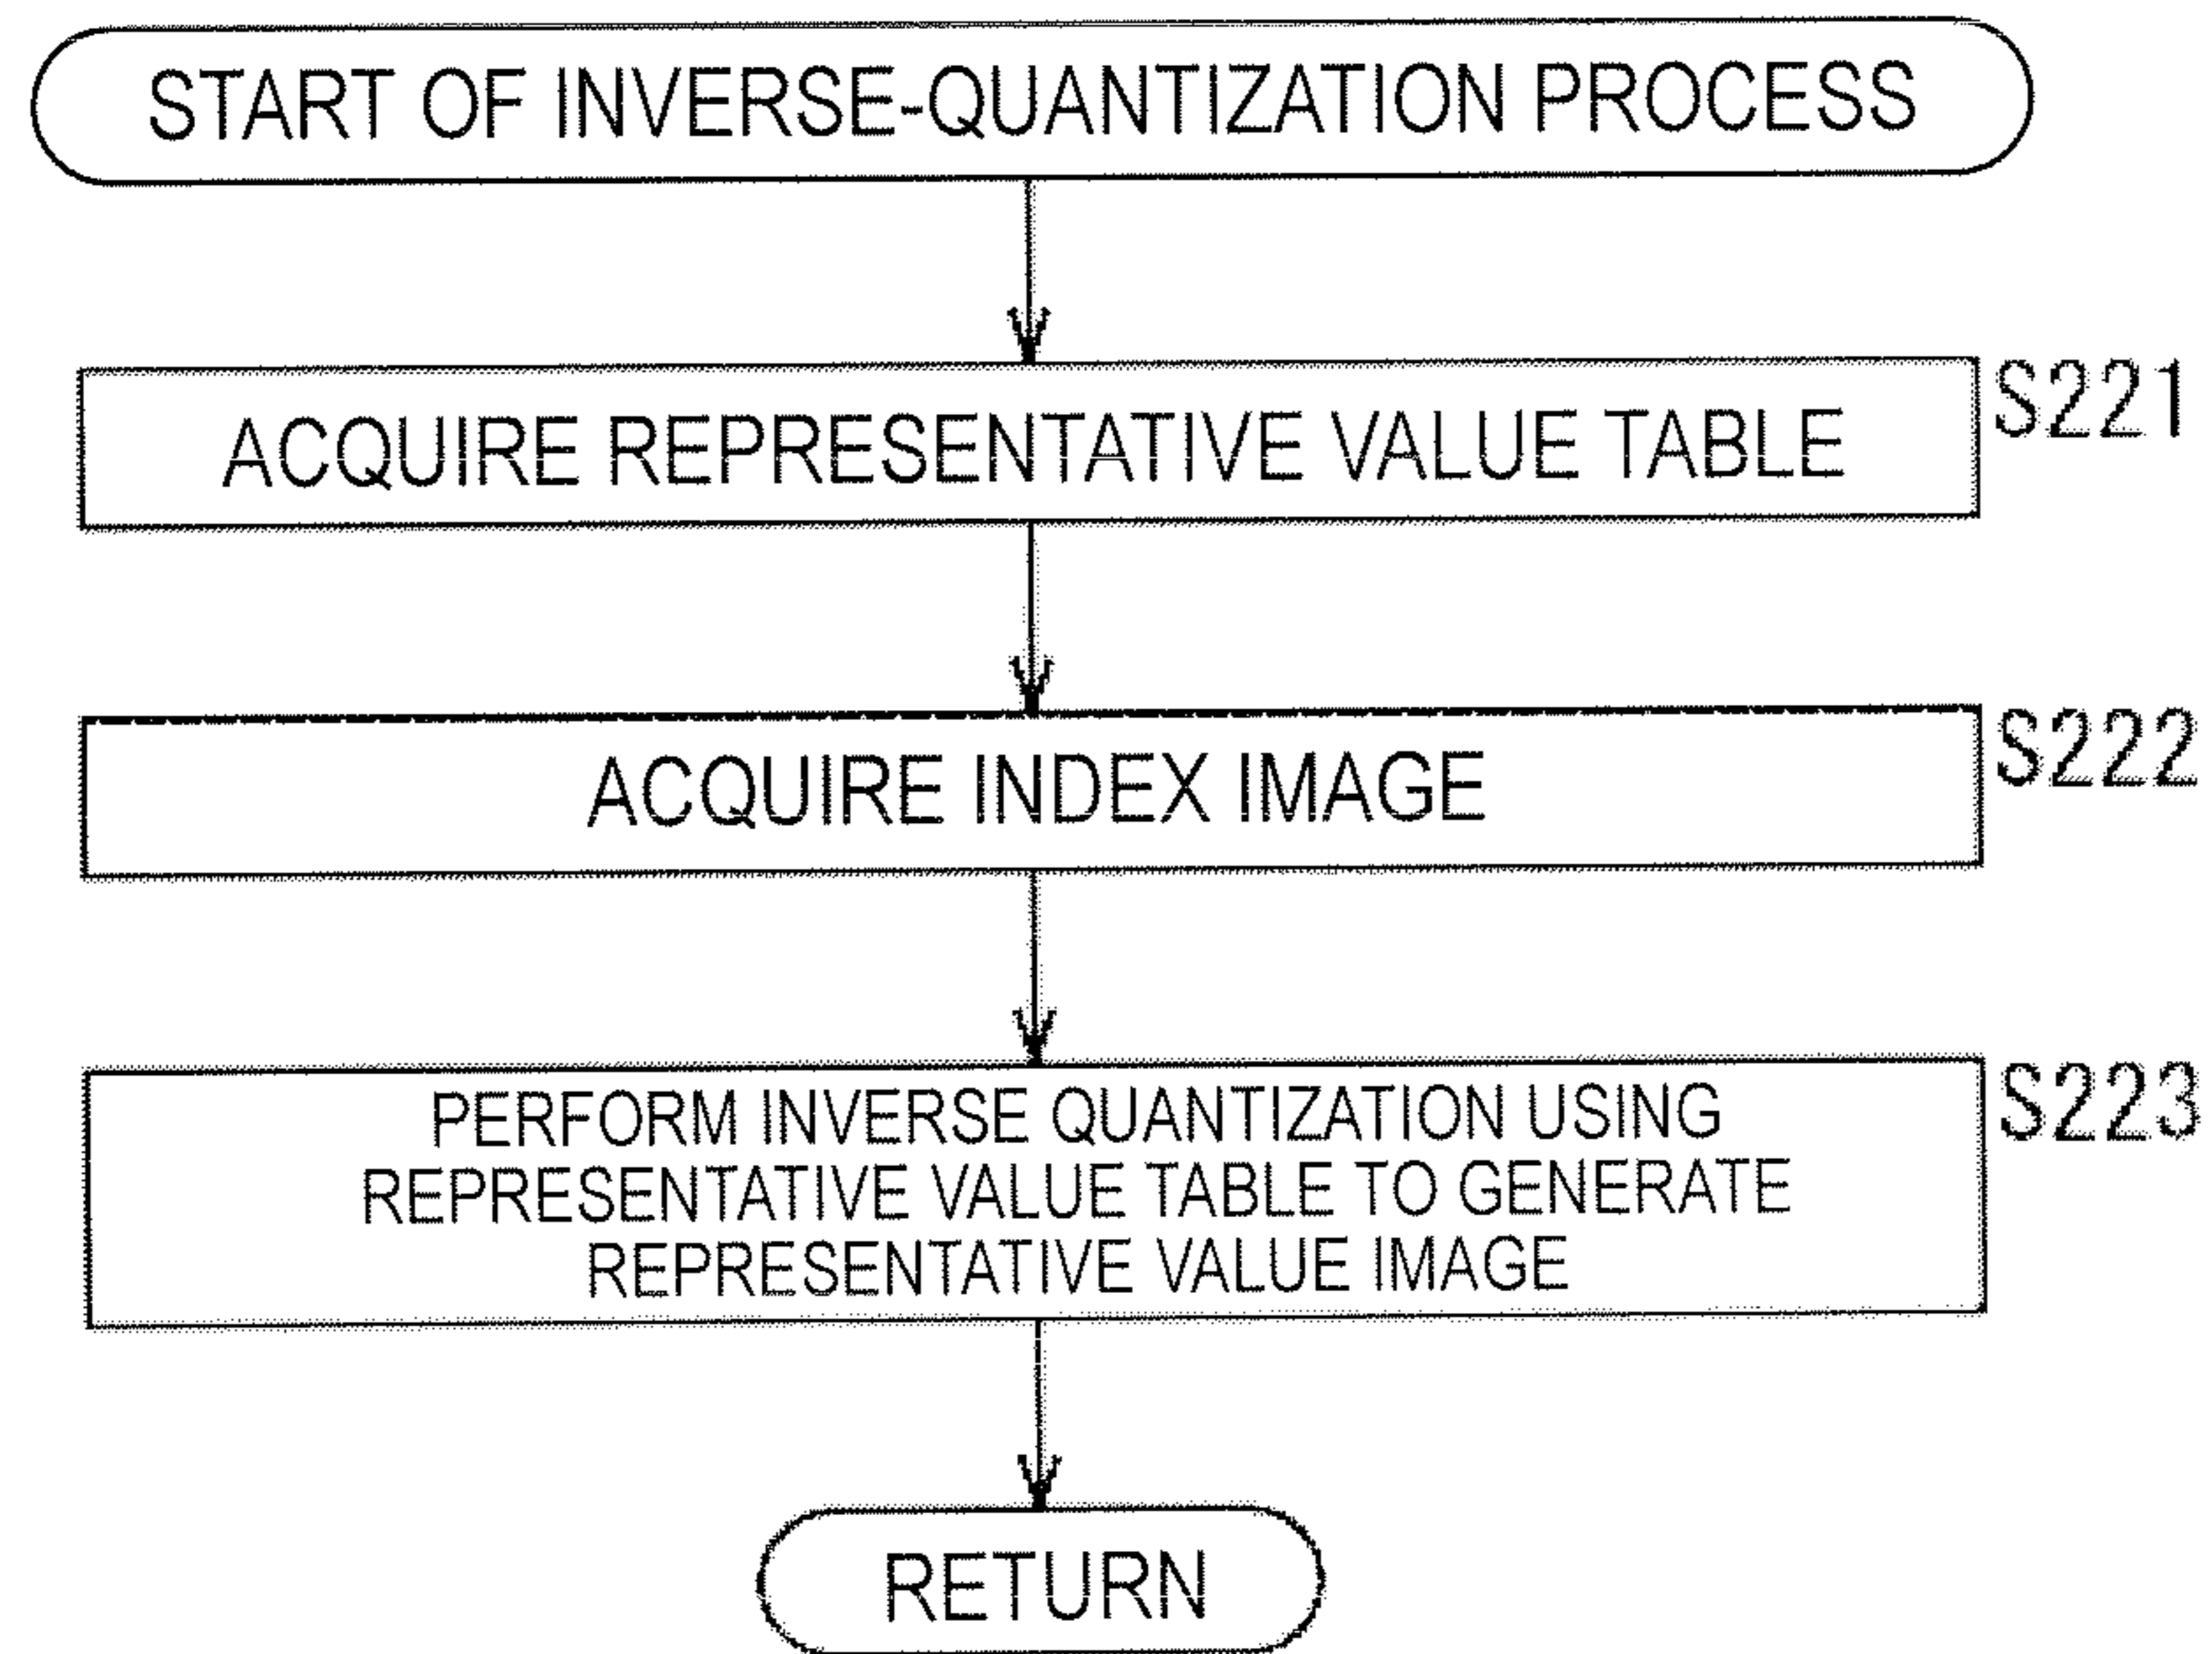 START OF INVERSE-QUANTIZATION PROCESS
ACQUIRE REPRESENTATIVE VALUE TABLE
S221
ACQUIRE INDEX IMAGE
S222
PERFORM INVERSE QUANTIZATION USING
REPRESENTATIVE VALUE TABLE TO GENERATE
REPRESENTATIVE VALUE IMAGE
S223
RETURN